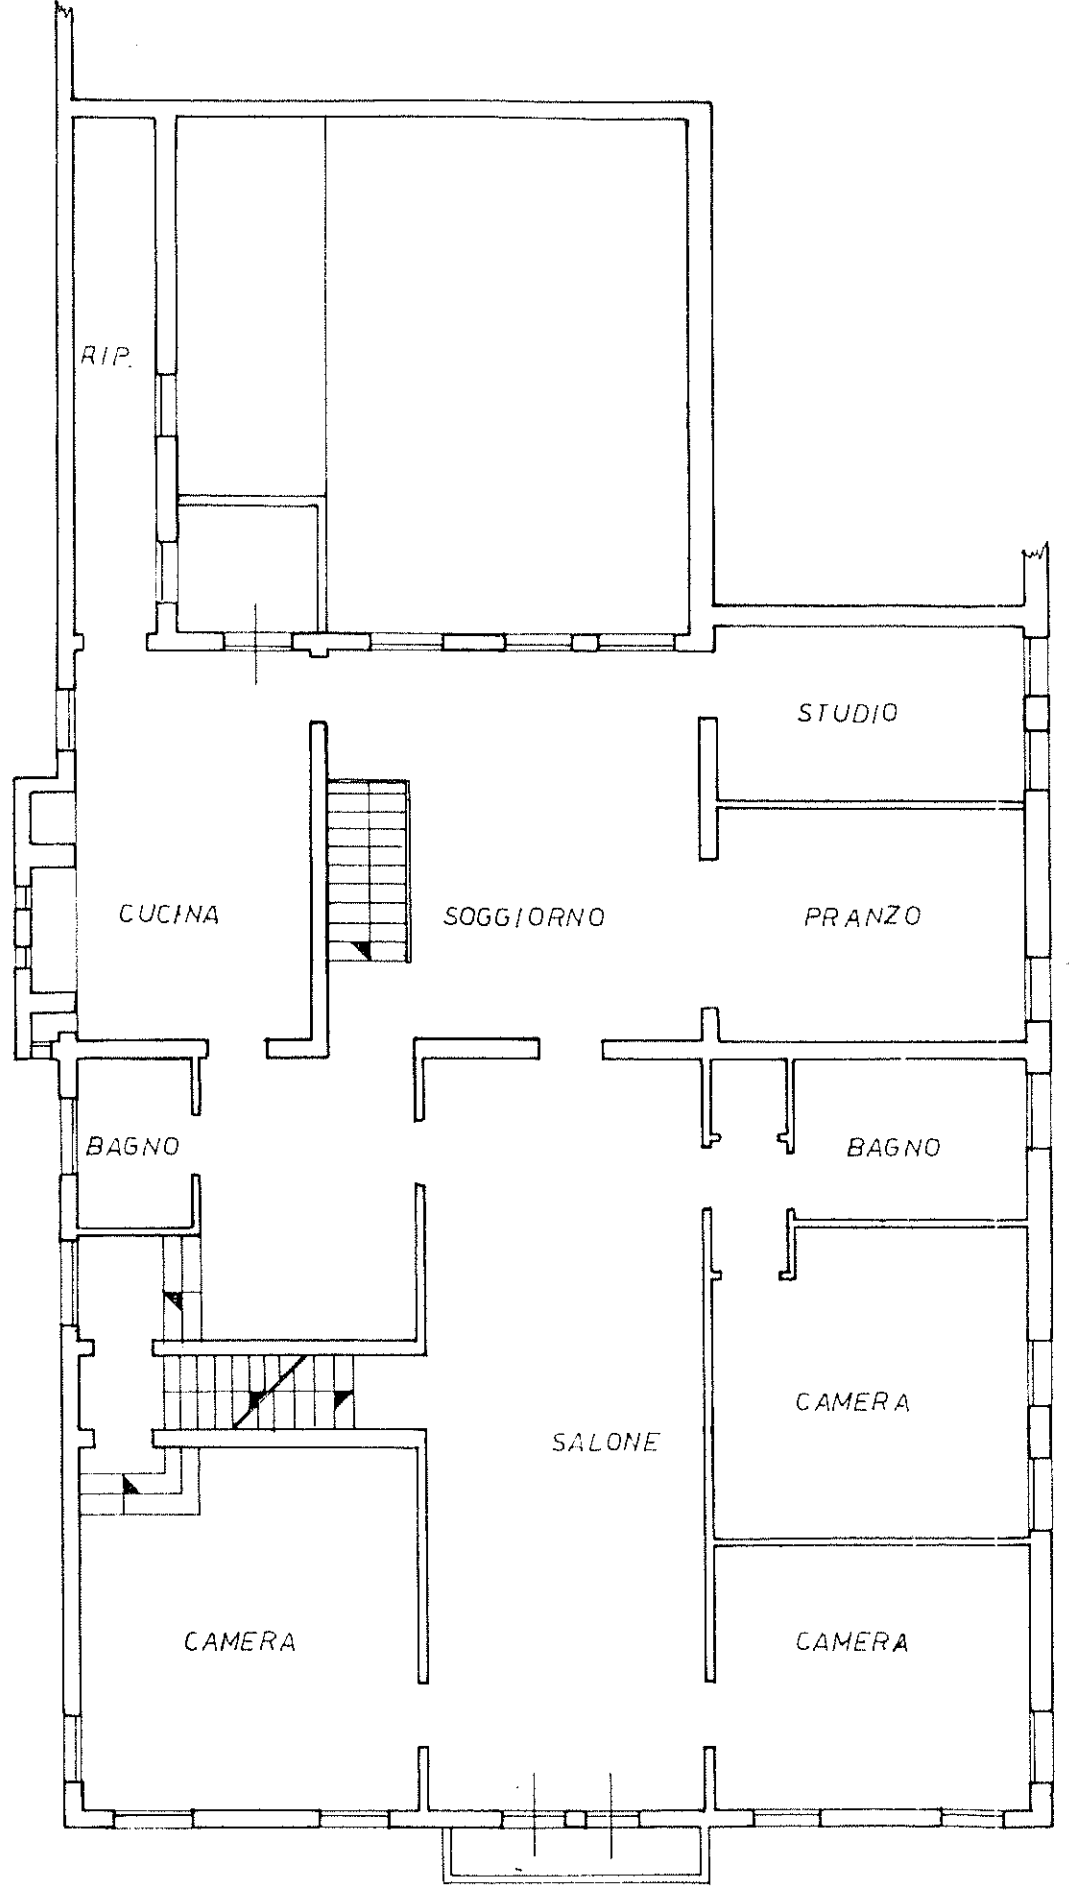 RIP.
STUDIO
CUCINA
SOGGIORNO
PRANZO
BAGNO
BAGNO
CAMERA
SALONE
CAMERA
CAMERA